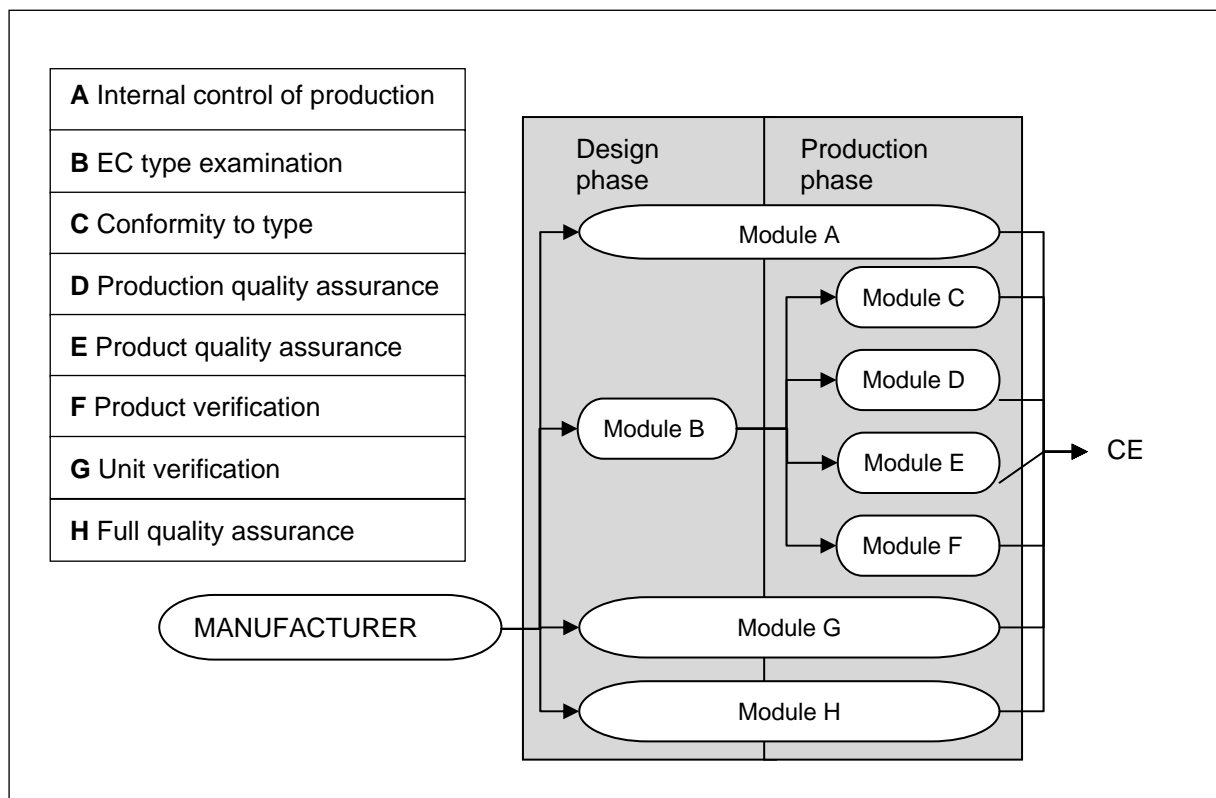 A Internal control of production
B EC type examination
C Conformity to type
D Production quality assurance
E Product quality assurance
F Product verification
G Unit verification
H Full quality assurance
MANUFACTURER
Design
phase
Production
phase
Module A
Module B
Module C
Module D
Module E
Module F
Module G
Module H
CE